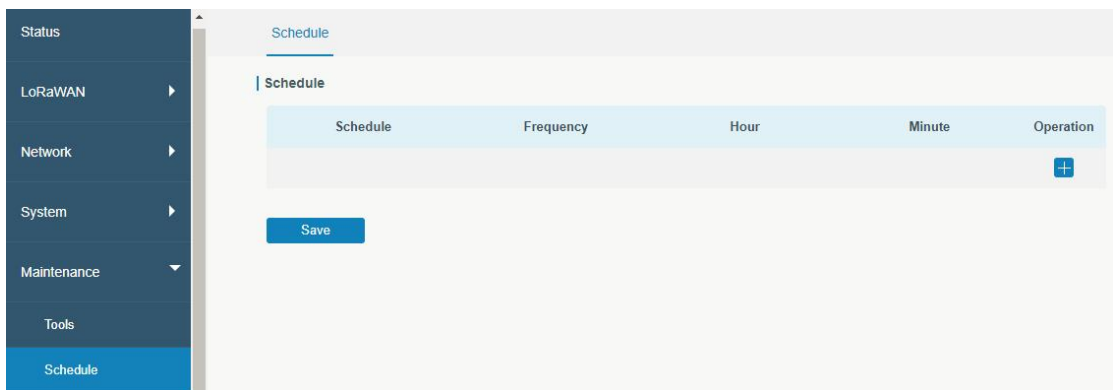 Status
LoRaWAN
Network
System
Maintenance
Tools
Schedule
Schedule
Schedule
Schedule Frequency Hour Minute Operation
Save